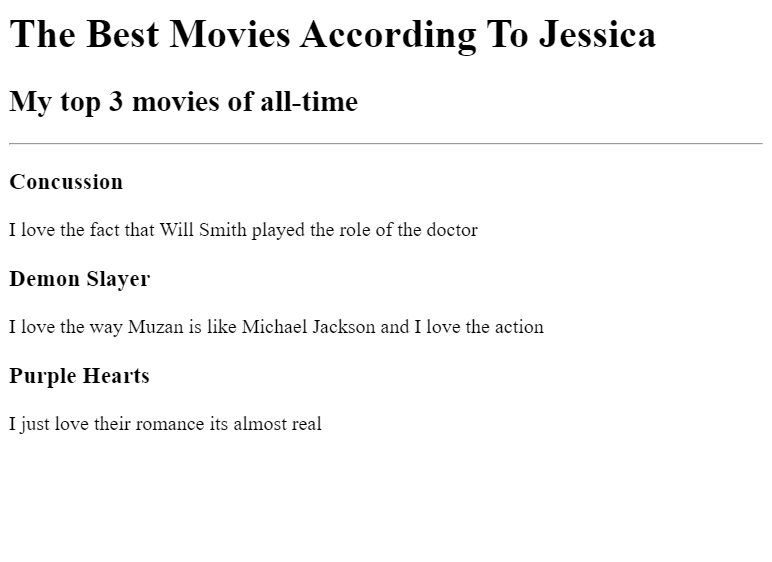 The Best Movies According To Jessica
My top 3 movies of all-time
Concussion
I love the fact that Will Smith played the role of the doctor
Demon Slayer
I love the way Muzan is like Michael Jackson and I love the action
Purple Hearts
I just love their romance its almost real